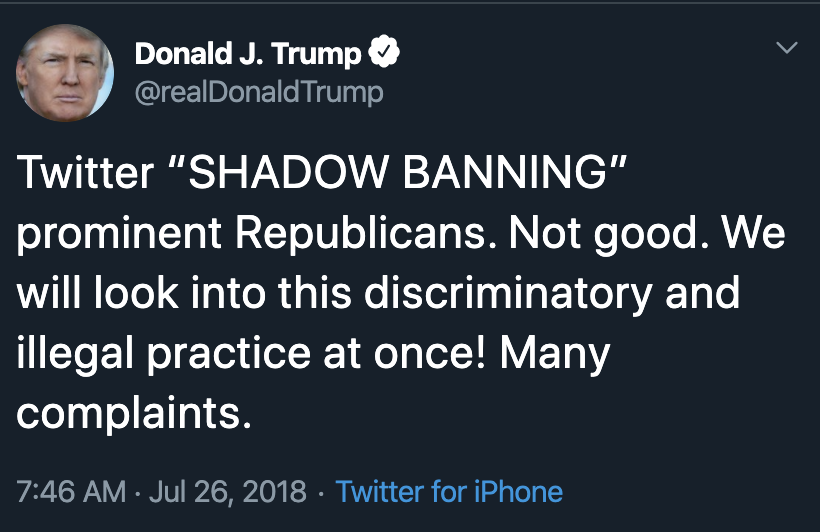 Donald J. Trump
@realDonaldTrump
Twitter “SHADOW BANNING”
prominent Republicans. Not good. We
will look into this discriminatory and
illegal practice at once! Many
complaints.
7:46 AM · Jul 26, 2018 · Twitter for iPhone